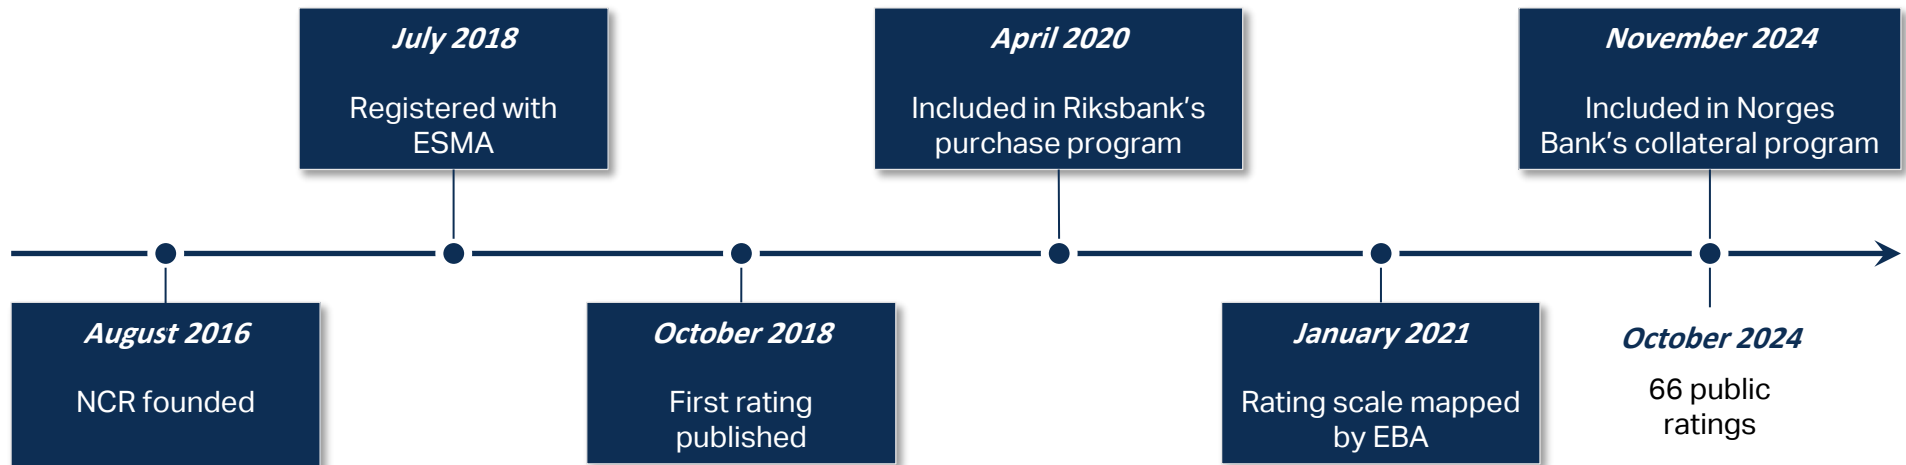 July 2018
Registered with
ESMA
April 2020
Included in Riksbank's
purchase program
November 2024
Included in Norges
Bank's collateral program
August 2016
NCR founded
October 2018
First rating
published
January 2021
Rating scale mapped
by EBA
October 2024
66 public
ratings